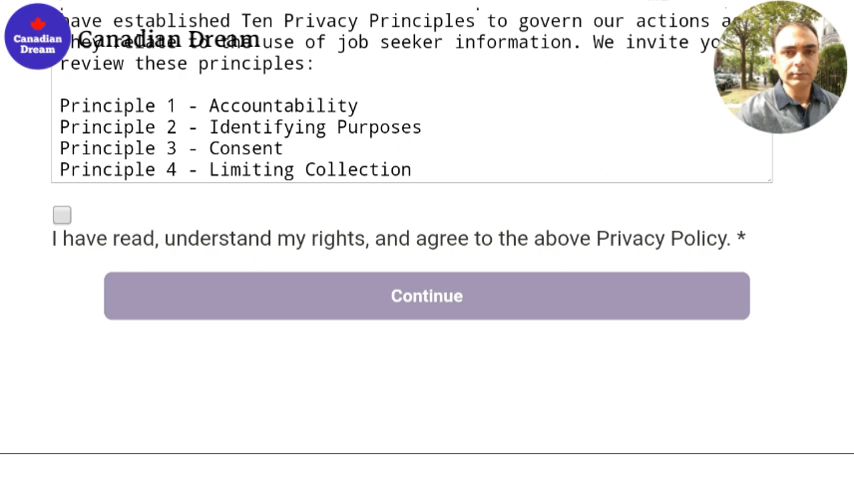 have established Ten Privacy Principles to govern our actions as
they relate to the use of job seeker information. We invite you
review these principles:
Canadian
Dream
Canadian Dream
Principle 1 - Accountability
Principle 2 - Identifying Purposes
Principle 3 - Consent
Principle 4 - Limiting Collection
I have read, understand my rights, and agree to the above Privacy Policy. *
Continue